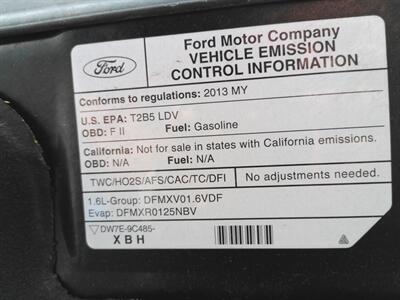 Ford
Ford Motor Company
VEHICLE EMISSION
CONTROL INFORMATION
Conforms to regulations: 2013 MY
U.S. EPA: T2B5 LDV
OBD: F II Fuel: Gasoline
California: Not for sale in states with California emissions.
OBD: N/A Fuel: N/A
TWC/HO2S/AFS/CAC/TC/DFI No adjustments needed.
1.6L-Group: DFMXV01.6VDF
Evap: DFMXR0125NBV
DW7E-9C485-
XBH